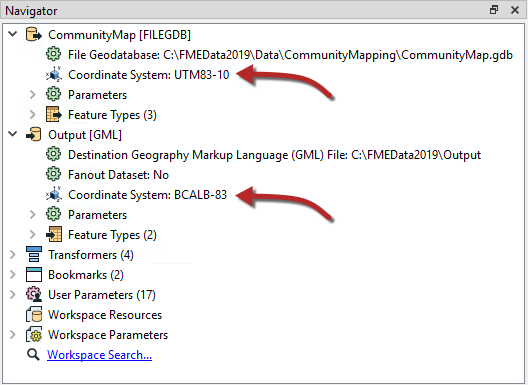 Navigator
CommunityMap [FILEGDB]
File Geodatabase: C:\FMEData2019\Data\CommunityMapping\CommunityMap.gdb
Coordinate System: UTM83-10
Parameters
Feature Types (3)
Output [GML]
Destination Geography Markup Language (GML) File: C:\FMEData2019\Output
Fanout Dataset: No
Coordinate System: BCALB-83
Parameters
Feature Types (2)
Transformers (4)
Bookmarks (2)
User Parameters (17)
Workspace Resources
Workspace Parameters
Workspace Search...